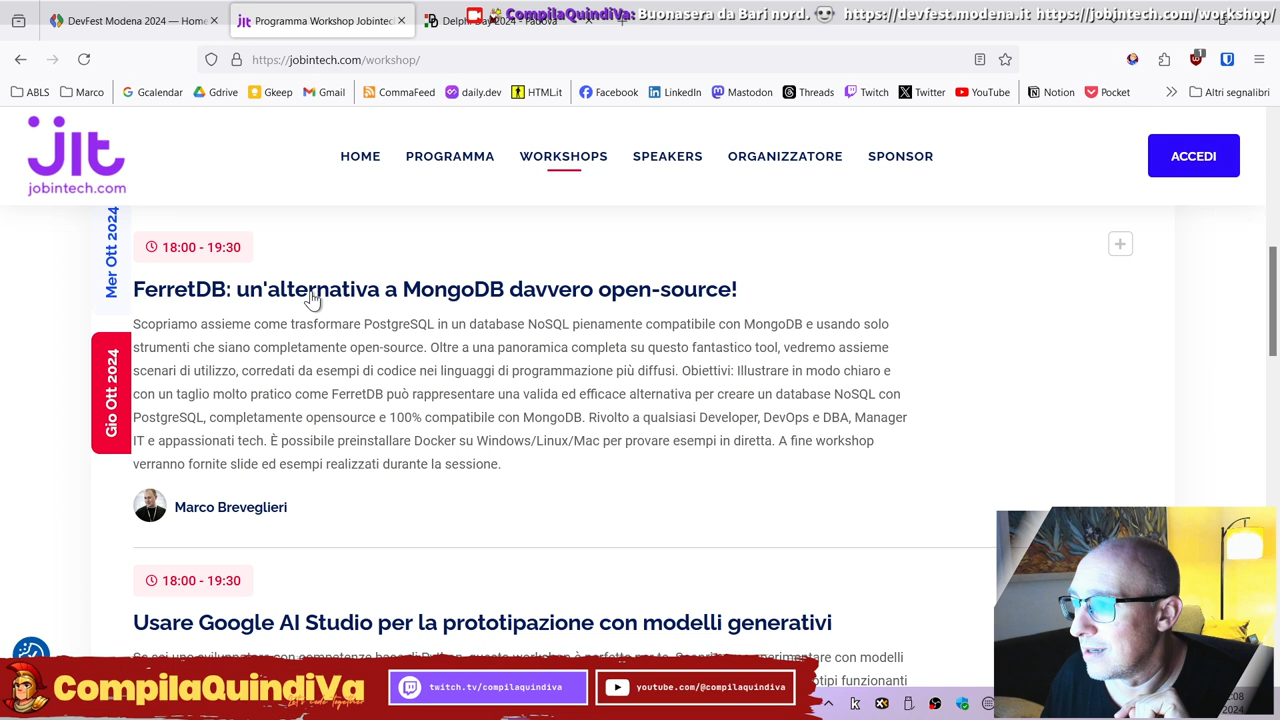 DevFest Modena 2024 — Home
Programma Workshop Jobintech
Delphi Day 2024 - Padova
CompilaQuindiVa: Buonasera da Bari nord.
https://devfest.modena.it https://jobintech.com/workshop/
https://jobintech.com/workshop/
1
ABLS
Marco
Gcalendar
Gdrive
Gkeep
Gmail
CommaFeed
daily.dev
HTML.it
Facebook
LinkedIn
Mastodon
Threads
Twitch
Twitter
YouTube
Notion
Pocket
Altri segnalibri
jit
jobintech.com
HOME
PROGRAMMA
WORKSHOPS
SPEAKERS
ORGANIZZATORE
SPONSOR
ACCEDI
Mer Ott 2024
Gio Ott 2024
18:00 - 19:30
FerretDB: un'alternativa a MongoDB davvero open-source!
Scopriamo assieme come trasformare PostgreSQL in un database NoSQL pienamente compatibile con MongoDB e usando solo
strumenti che siano completamente open-source. Oltre a una panoramica completa su questo fantastico tool, vedremo assieme
scenari di utilizzo, corredati da esempi di codice nei linguaggi di programmazione più diffusi. Obiettivi: Illustrare in modo chiaro e
con un taglio molto pratico come FerretDB può rappresentare una valida ed efficace alternativa per creare un database NoSQL con
PostgreSQL, completamente opensource e 100% compatibile con MongoDB. Rivolto a qualsiasi Developer, DevOps, DBA, Manager
IT e appassionati tech. È possibile preinstallare Docker su Windows/Linux/Mac per provare esempi in diretta. A fine workshop
verranno fornite slide ed esempi realizzati durante la sessione.
Marco Breveglieri
18:00 - 19:30
Usare Google AI Studio per la prototipazione con modelli generativi
CompilaQuindiVa
Let's code Together
twitch.tv/compilaquindiva
youtube.com/@compilaquindiva